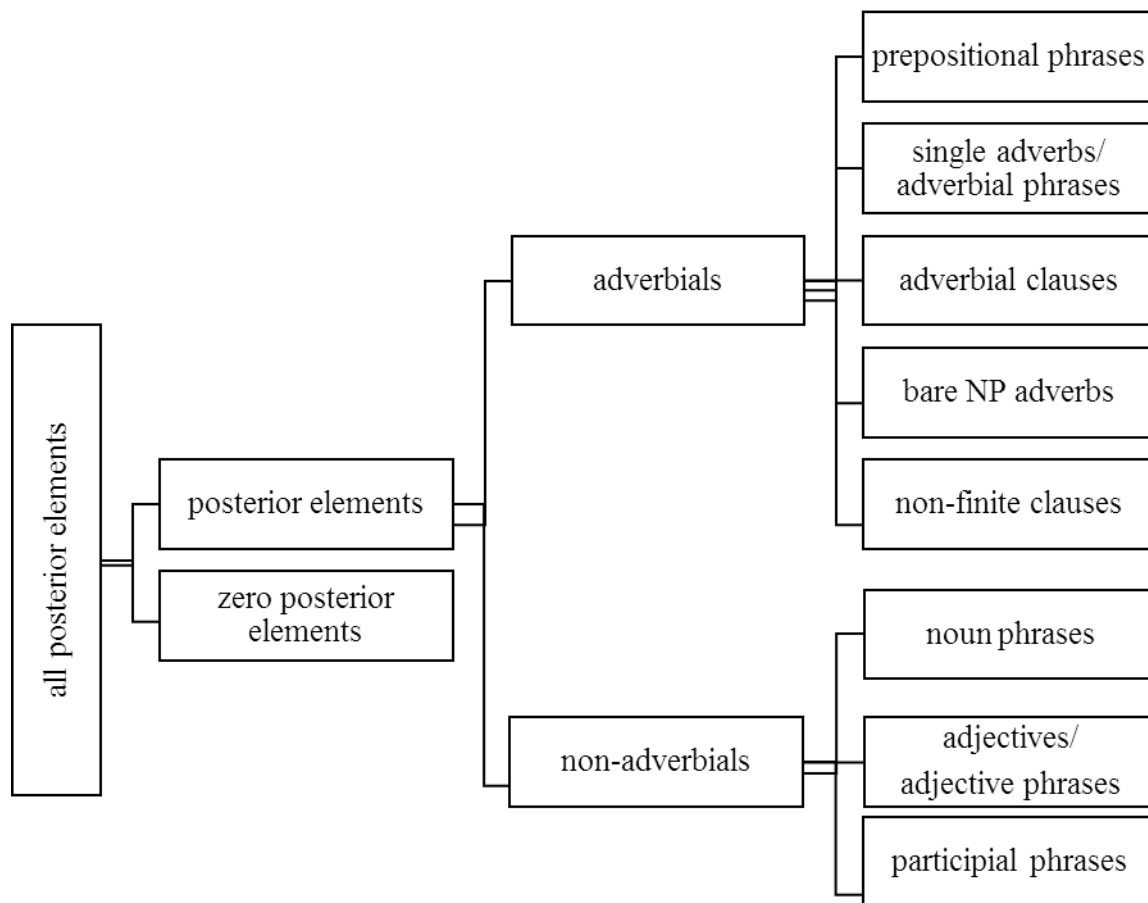 all posterior elements
posterior elements
zero posterior
elements
adverbials
non-adverbials
prepositional phrases
single adverbs/
adverbial phrases
adverbial clauses
bare NP adverbs
non-finite clauses
noun phrases
adjectives/
adjective phrases
participial phrases